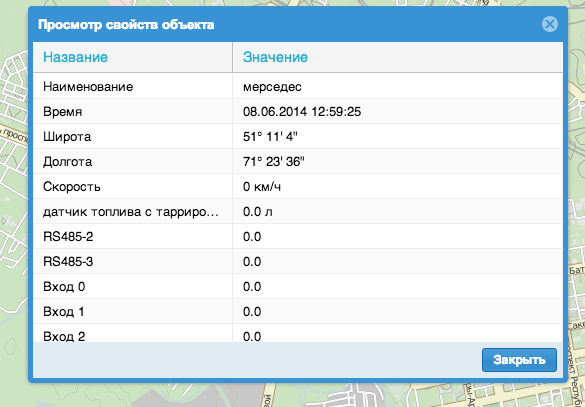 Просмотр свойств объекта
Название Значение
Наименование мерседес
Время 08.06.2014 12:59:25
Широта 51° 11' 4"
Долгота 71° 23' 36"
Скорость 0 км/ч
датчик топлива с тарриро... 0.0 л
RS485-2 0.0
RS485-3 0.0
Вход 0 0.0
Вход 1 0.0
Вход 2 0.0
Закрыть